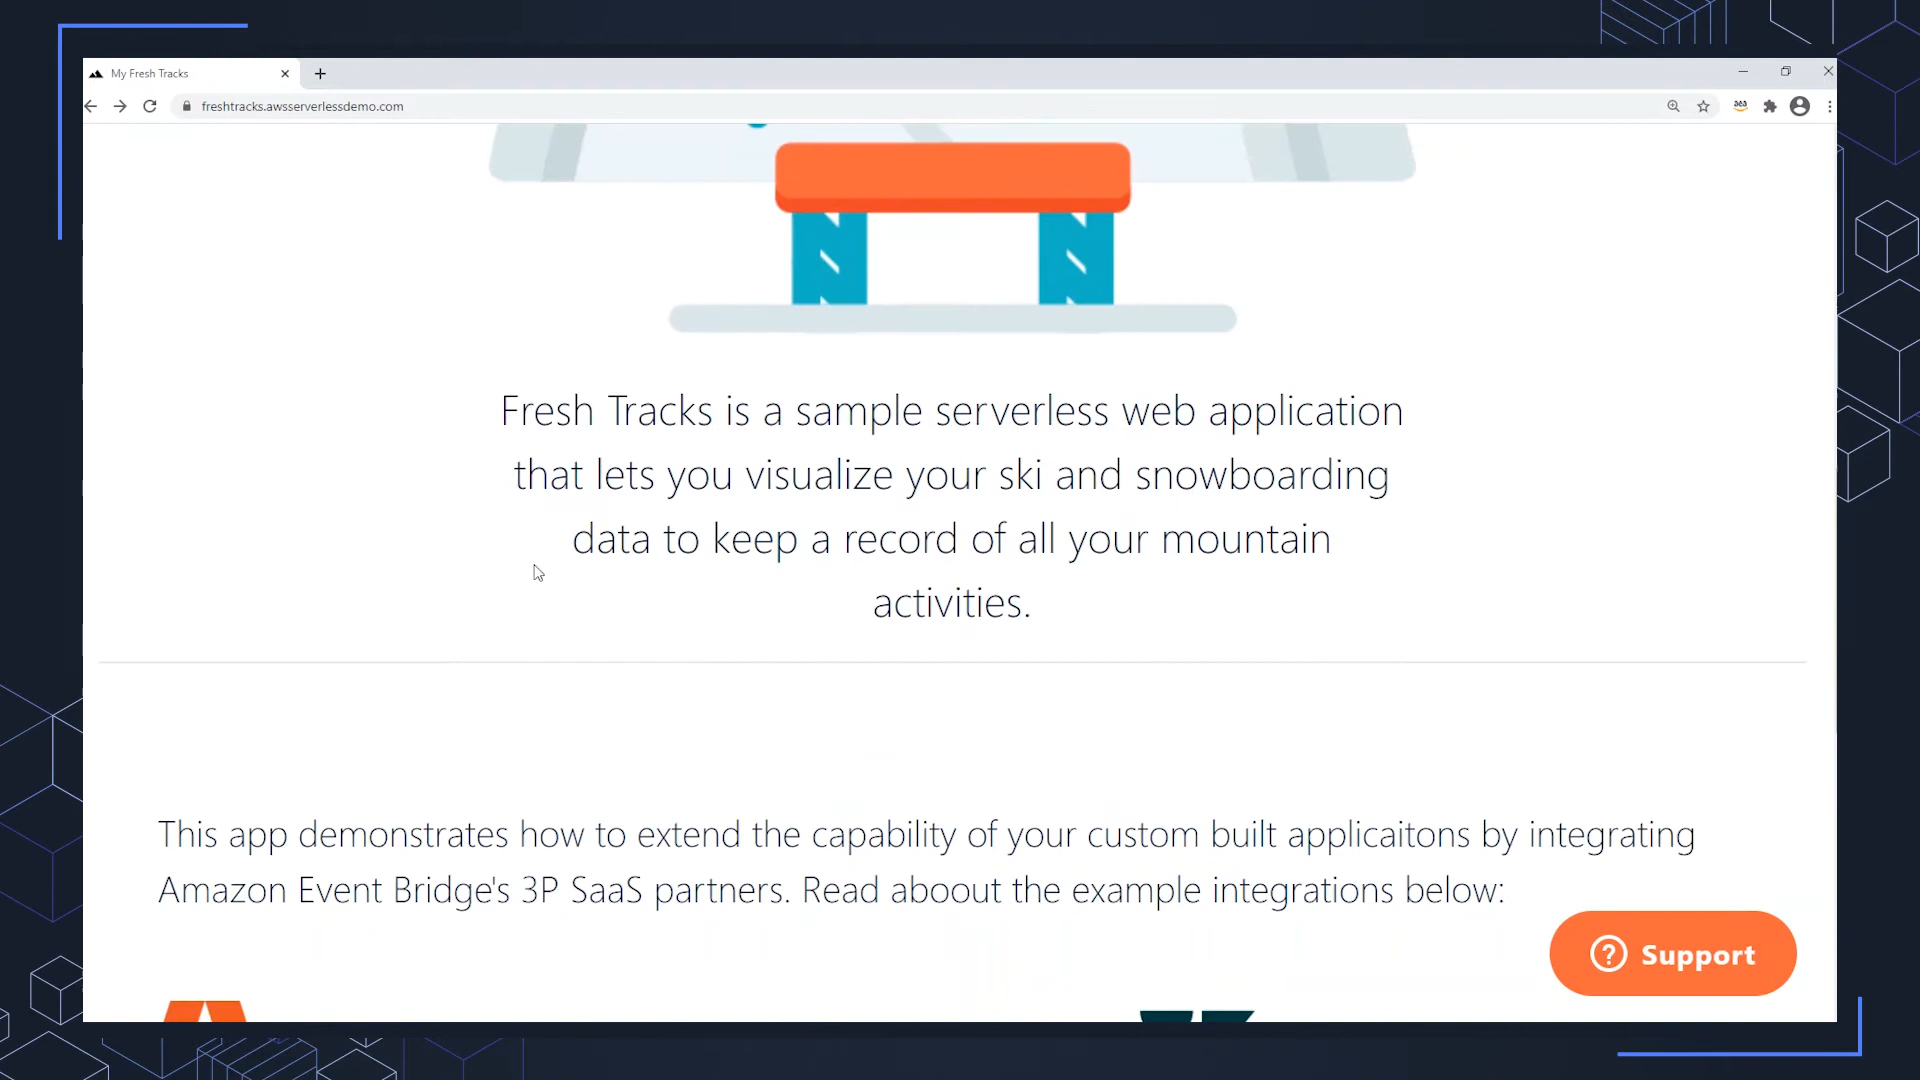 My Fresh Tracks
freshtracks.awsserverlessdemo.com
Fresh Tracks is a sample serverless web application
that lets you visualize your ski and snowboarding
data to keep a record of all your mountain
activities.
This app demonstrates how to extend the capability of your custom built applicaitons by integrating
Amazon Event Bridge's 3P SaaS partners. Read aboout the example integrations below:
? Support